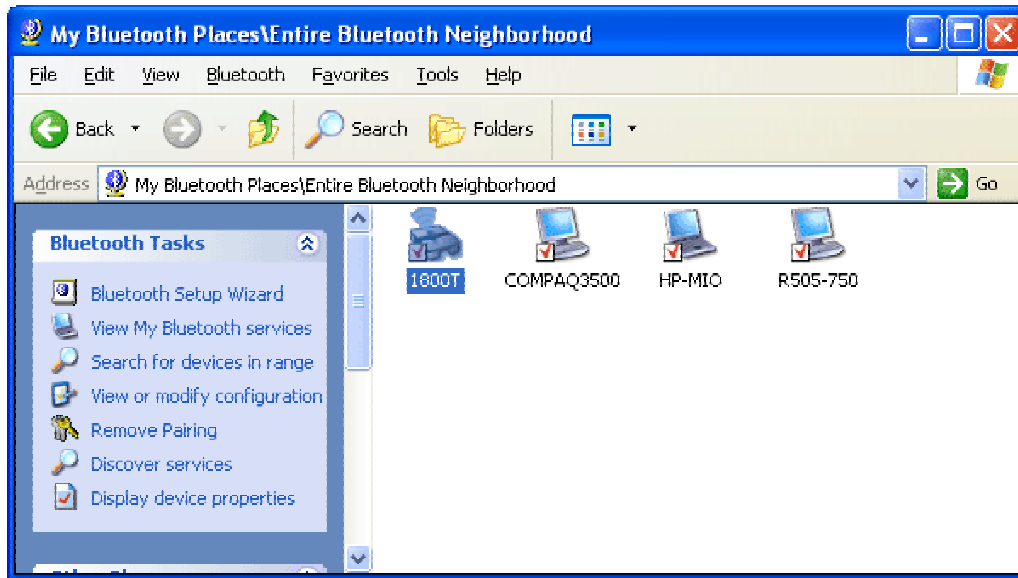 My Bluetooth Places\Entire Bluetooth Neighborhood
File Edit View Bluetooth Favorites Tools Help
Back Search Folders
Address My Bluetooth Places\Entire Bluetooth Neighborhood Go
Bluetooth Tasks
Bluetooth Setup Wizard
View My Bluetooth services
Search for devices in range
View or modify configuration
Remove Pairing
Discover services
Display device properties
1800T COMPAQ3500 HP-MIO R505-750